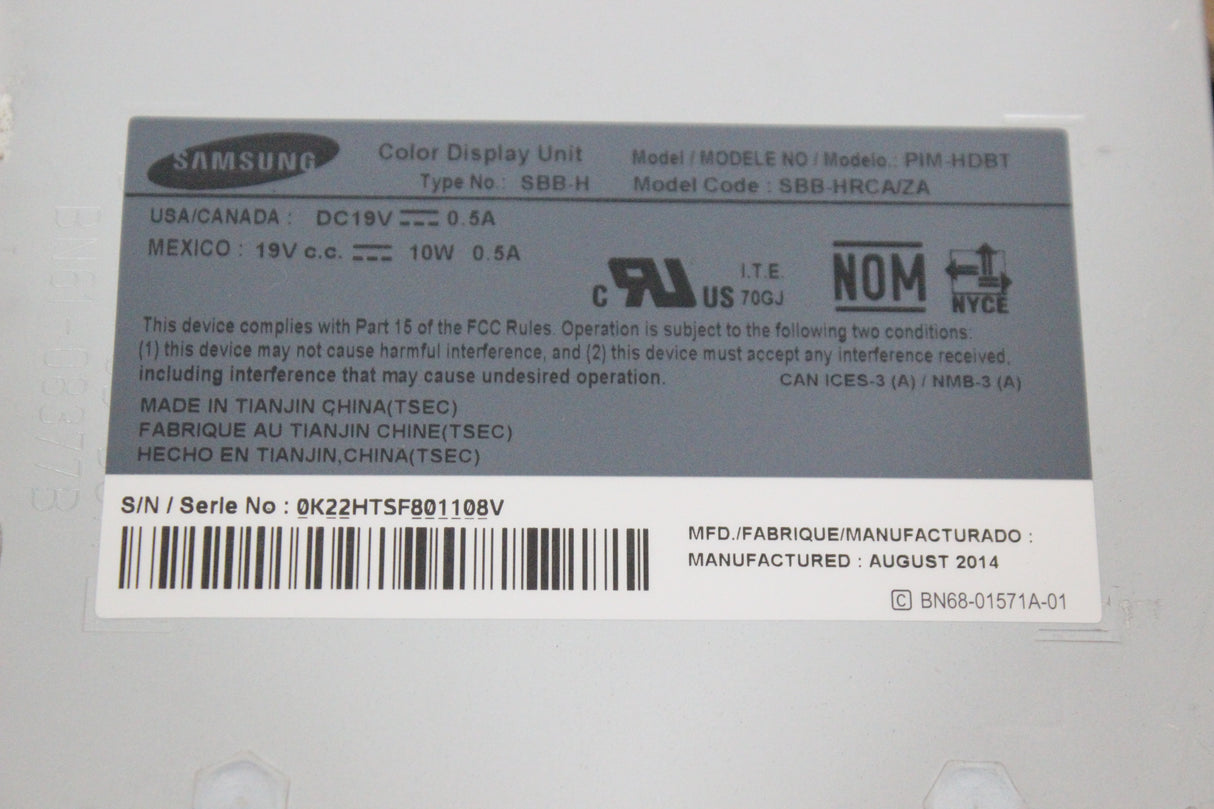 SAMSUNG
Color Display Unit
Model / MODELE NO / Modelo.: PIM-HDBT
Type No.: SBB-H
Model Code : SBB-HRCA/ZA
USA/CANADA : DC19V 0.5A
MEXICO : 19V c.c. 10W 0.5A
C RU US
I.T.E.
70GJ
NOM
NYCE
This device complies with Part 15 of the FCC Rules. Operation is subject to the following two conditions:
(1) this device may not cause harmful interference, and (2) this device must accept any interference received,
including interference that may cause undesired operation.
CAN ICES-3 (A) / NMB-3 (A)
MADE IN TIANJIN CHINA(TSEC)
FABRIQUE AU TIANJIN CHINE(TSEC)
HECHO EN TIANJIN,CHINA(TSEC)
S/N / Serie No : 0K22HTSF801108V
MFD./FABRIQUE/MANUFACTURADO :
MANUFACTURED : AUGUST 2014
C BN68-01571A-01
BN61-08377B